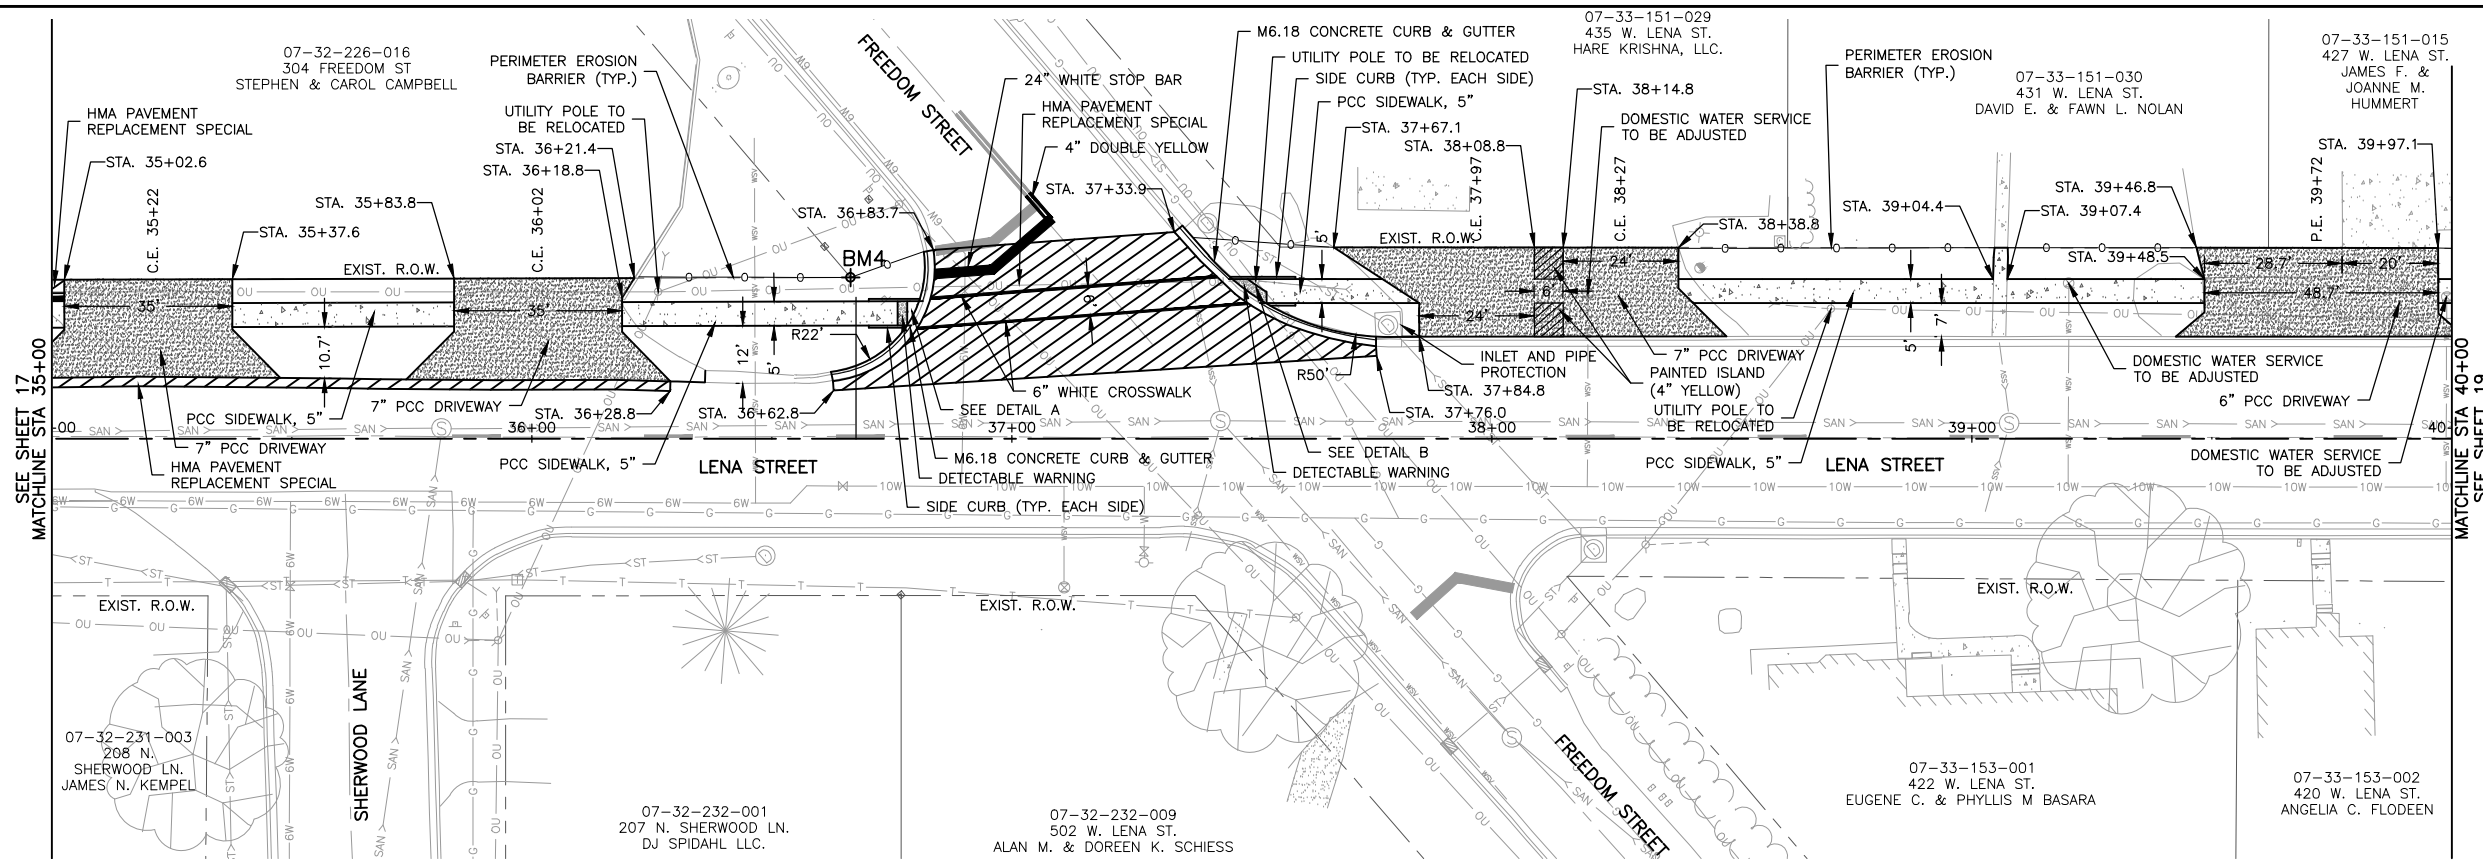 07-32-226-016
304 FREEDOM ST
STEPHEN & CAROL CAMPBELL
HMA PAVEMENT
REPLACEMENT SPECIAL
STA. 35+02.6
C.E. 35+22
STA. 35+37.6
STA. 35+83.8
EXIST. R.O.W.
PERIMETER EROSION
BARRIER (TYP.)
UTILITY POLE TO
BE RELOCATED
STA. 36+21.4
STA. 36+18.8
C.E. 36+02
STA. 36+83.7
BM4
FREEDOM STREET
24" WHITE STOP BAR
HMA PAVEMENT
REPLACEMENT SPECIAL
4" DOUBLE YELLOW
STA. 37+33.9
M6.18 CONCRETE CURB & GUTTER
UTILITY POLE TO BE RELOCATED
SIDE CURB (TYP. EACH SIDE)
PCC SIDEWALK, 5"
STA. 37+67.1
STA. 38+08.8
07-33-151-029
435 W. LENA ST.
HARE KRISHNA, LLC.
STA. 38+14.8
DOMESTIC WATER SERVICE
TO BE ADJUSTED
C.E. 37+97
C.E. 38+27
EXIST. R.O.W.
STA. 38+38.8
PERIMETER EROSION
BARRIER (TYP.)
07-33-151-030
431 W. LENA ST.
DAVID E. & FAWN L. NOLAN
STA. 39+04.4
STA. 39+46.8
STA. 39+07.4
STA. 39+48.5
07-33-151-015
427 W. LENA ST.
JAMES F. &
JOANNE M.
HUMMERT
STA. 39+97.1
P.E. 39+72
35'
35'
10.7'
12'
5'
R22'
6'
5'
24'
6'
24'
5'
7'
28.7'
20'
48.7'
R50'
SEE SHEET 17
MATCHLINE STA 35+00
PCC SIDEWALK, 5"
7" PCC DRIVEWAY
7" PCC DRIVEWAY
HMA PAVEMENT
REPLACEMENT SPECIAL
STA. 36+28.8
36+00
PCC SIDEWALK, 5"
STA. 36+62.8
LENA STREET
6" WHITE CROSSWALK
SEE DETAIL A
37+00
M6.18 CONCRETE CURB & GUTTER
DETECTABLE WARNING
SIDE CURB (TYP. EACH SIDE)
SEE DETAIL B
DETECTABLE WARNING
STA. 37+76.0
STA. 37+84.8
INLET AND PIPE
PROTECTION
38+00
7" PCC DRIVEWAY
PAINTED ISLAND
(4" YELLOW)
UTILITY POLE TO
BE RELOCATED
PCC SIDEWALK, 5"
LENA STREET
39+00
DOMESTIC WATER SERVICE
TO BE ADJUSTED
6" PCC DRIVEWAY
DOMESTIC WATER SERVICE
TO BE ADJUSTED
MATCHLINE STA 40+00
SEE SHEET 19
EXIST. R.O.W.
EXIST. R.O.W.
EXIST. R.O.W.
SHERWOOD LANE
07-32-231-003
208 N.
SHERWOOD LN.
JAMES N. KEMPEL
07-32-232-001
207 N. SHERWOOD LN.
DJ SPIDAHL LLC.
07-32-232-009
502 W. LENA ST.
ALAN M. & DOREEN K. SCHIESS
FREEDOM STREET
07-33-153-001
422 W. LENA ST.
EUGENE C. & PHYLLIS M BASARA
07-33-153-002
420 W. LENA ST.
ANGELIA C. FLODEEN